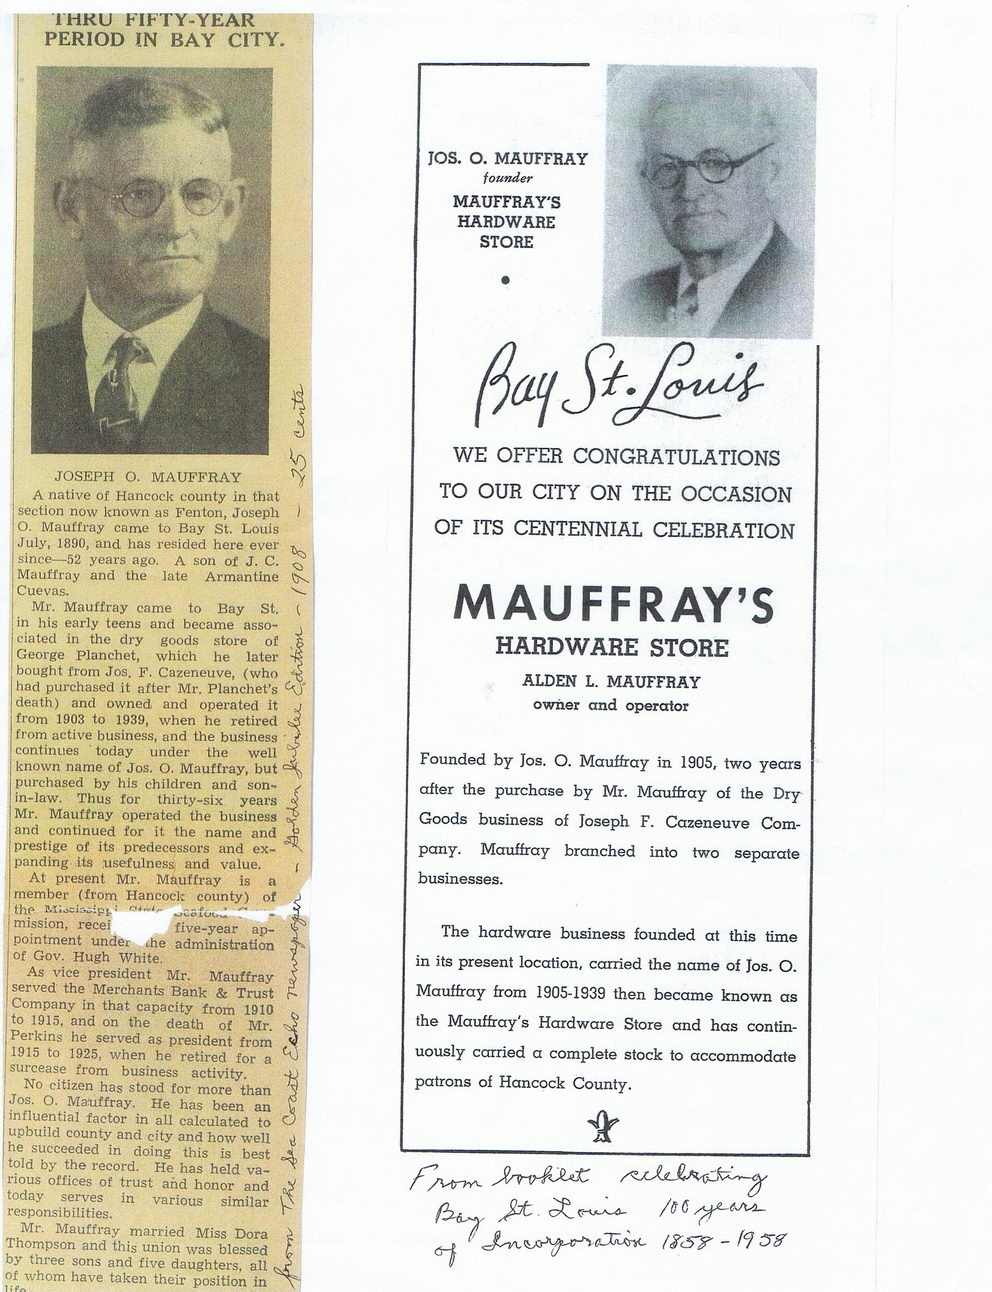 THRU FIFTY-YEAR
PERIOD IN BAY CITY.
JOSEPH O. MAUFFRAY
A native of Hancock county in that
section now known as Fenton, Joseph
O. Mauffray came to Bay St. Louis
July, 1890, and has resided here ever
since—52 years ago. A son of J. C.
Mauffray and the late Armantine
Cuevas.
Mr. Mauffray came to Bay St.
in his early teens and became asso-
ciated in the dry goods store of
George Planchet, which he later
bought from Jos. F. Cazeneuve, (who
had purchased it after Mr. Planchet's
death) and owned and operated it
from 1903 to 1939, when he retired
from active business, and the business
continues today under the well
known name of Jos. O. Mauffray, but
purchased by his children and son-
in-law. Thus for thirty-six years
Mr. Mauffray operated the business
and continued for it the name and
prestige of its predecessors and ex-
panding its usefulness and value.
At present Mr. Mauffray is a
member (from Hancock county) of
the Mississippi State Seafood
mission, recei five-year ap-
pointment under the administration
of Gov. Hugh White.
As vice president Mr. Mauffray
served the Merchants Bank & Trust
Company in that capacity from 1910
to 1915, and on the death of Mr.
Perkins he served as president from
1915 to 1925, when he retired for a
surcease from business activity.
No citizen has stood for more than
Jos. O. Mauffray. He has been an
influential factor in all calculated to
upbuild county and city and how well
he succeeded in doing this is best
told by the record. He has held va-
rious offices of trust and honor and
today serves in various similar
responsibilities.
Mr. Mauffray married Miss Dora
Thompson and this union was blessed
by three sons and five daughters, all
of whom have taken their position in
life.
from The Sea Coast Echo newspaper - Golden Jubilee Edition - 1908 - 25 cents
JOS. O. MAUFFRAY
founder
MAUFFRAY'S
HARDWARE
STORE
Bay St. Louis
WE OFFER CONGRATULATIONS
TO OUR CITY ON THE OCCASION
OF ITS CENTENNIAL CELEBRATION
MAUFFRAY'S
HARDWARE STORE
ALDEN L. MAUFFRAY
owner and operator
Founded by Jos. O. Mauffray in 1905, two years
after the purchase by Mr. Mauffray of the Dry
Goods business of Joseph F. Cazeneuve Com-
pany. Mauffray branched into two separate
businesses.
The hardware business founded at this time
in its present location, carried the name of Jos. O.
Mauffray from 1905-1939 then became known as
the Mauffray's Hardware Store and has contin-
uously carried a complete stock to accommodate
patrons of Hancock County.
From booklet celebrating
Bay St. Louis 100 years
of Incorporation 1858-1958